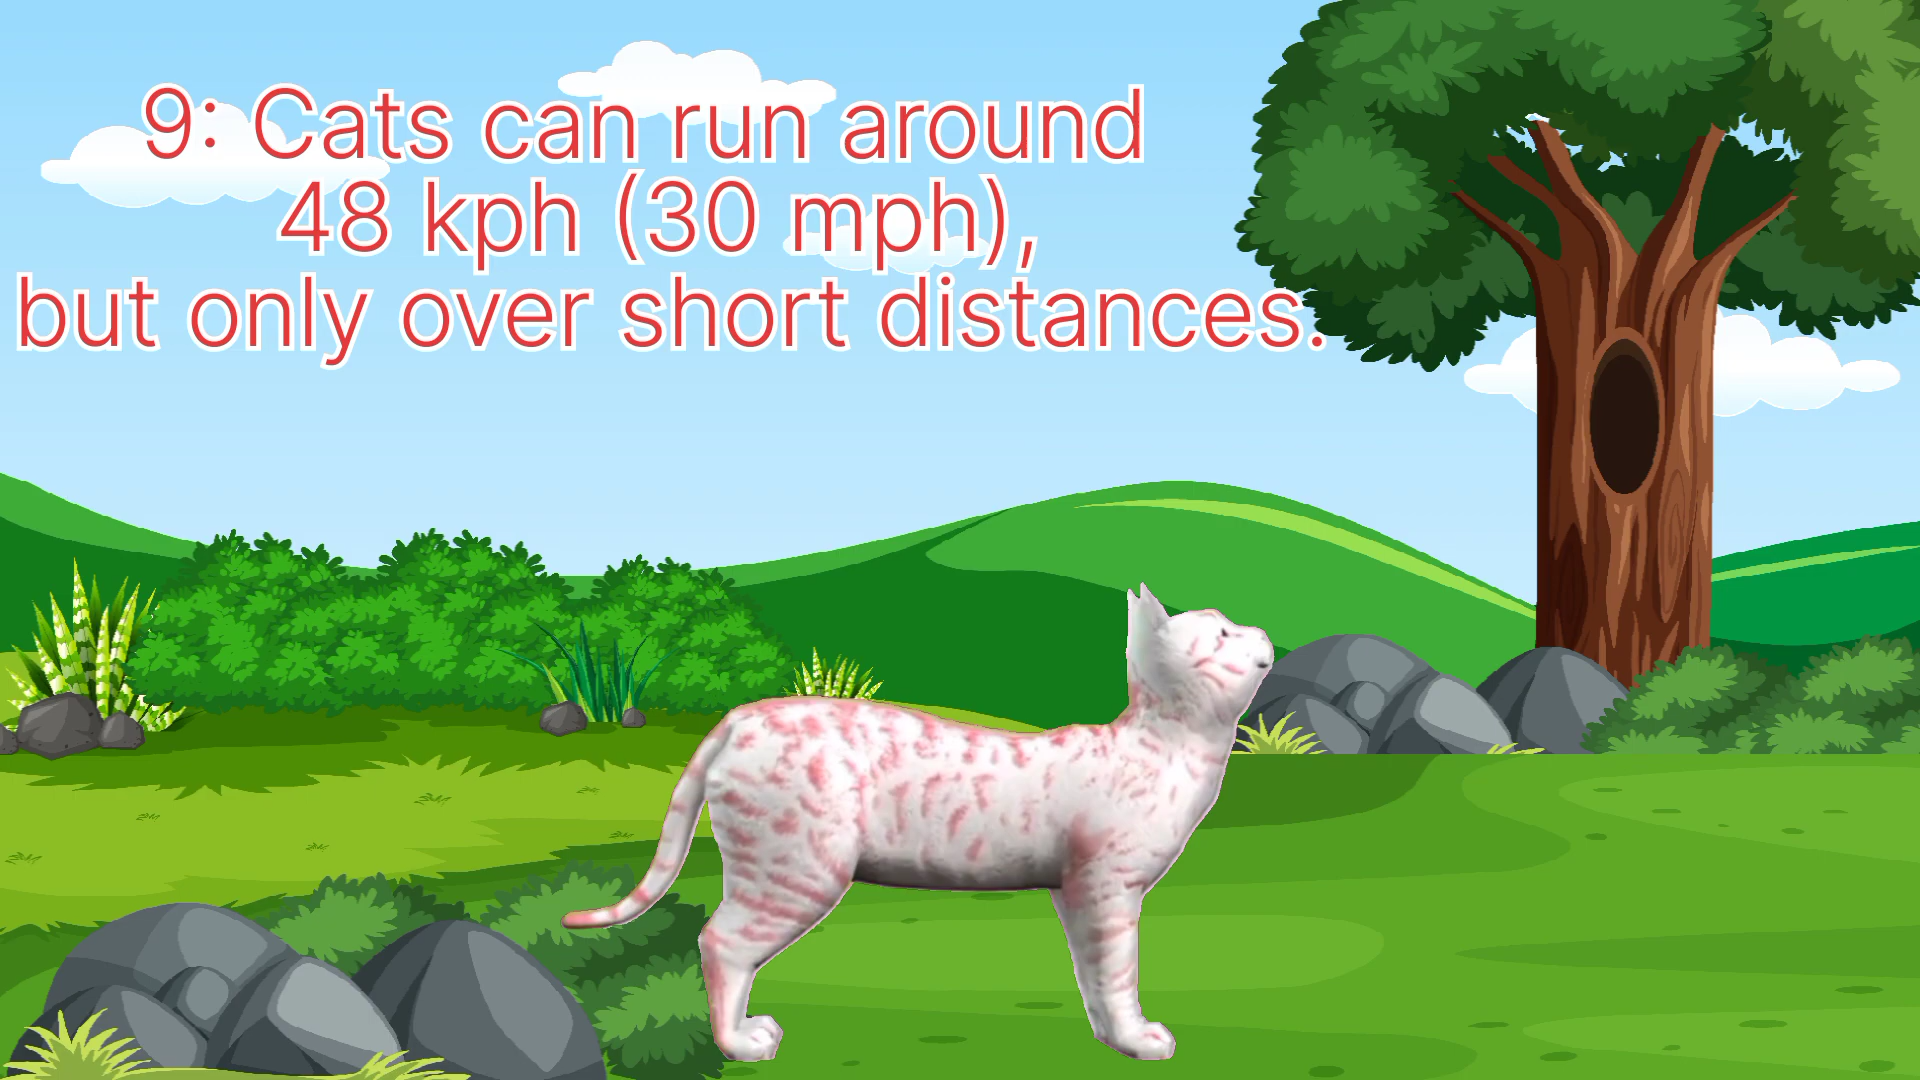 9: Cats can run around
48 kph (30 mph),
but only over short distances.